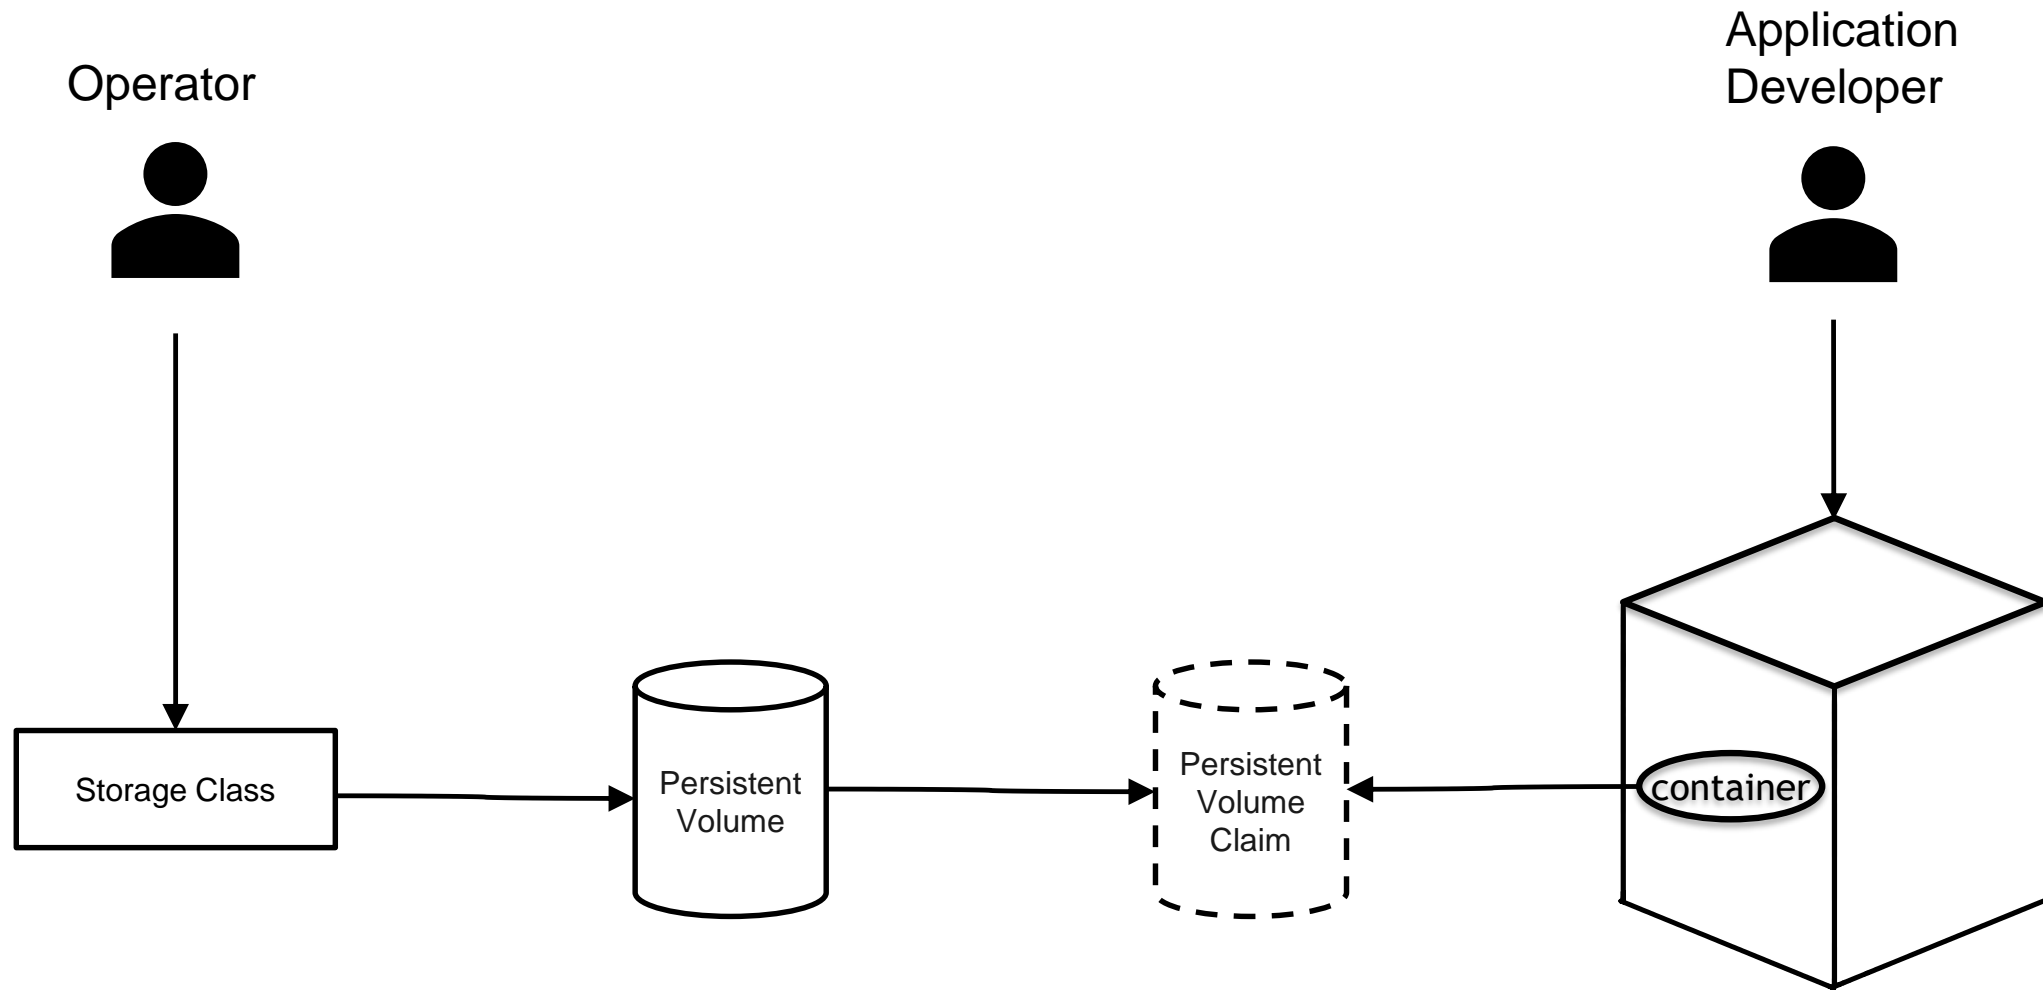 Operator
Application
Developer
Storage Class
Persistent
Volume
Persistent
Volume
Claim
container